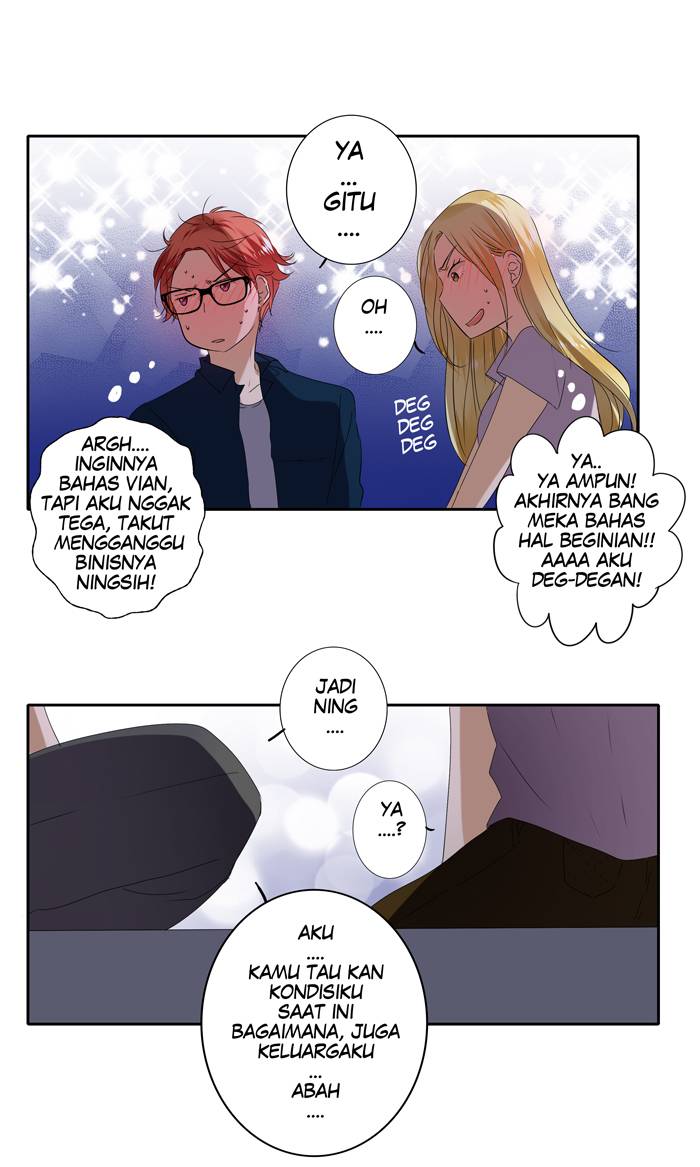 YA
...
GITU
....
OH
....
DEG
DEG
DEG
ARGH....
INGINNYA
BAHAS VIAN,
TAPI AKU NGGAK
TEGA, TAKUT
MENGGANGGU
BINISNYA
NINGSIH!
YA..
YA AMPUN!
AKHIRNYA BANG
MEKA BAHAS
HAL BEGINIAN!!
AAAA AKU
DEG-DEGAN!
JADI
NING
....
YA
....?
AKU
....
KAMU TAU KAN
KONDISIKU
SAAT INI
BAGAIMANA, JUGA
KELUARGAKU
...
ABAH
....